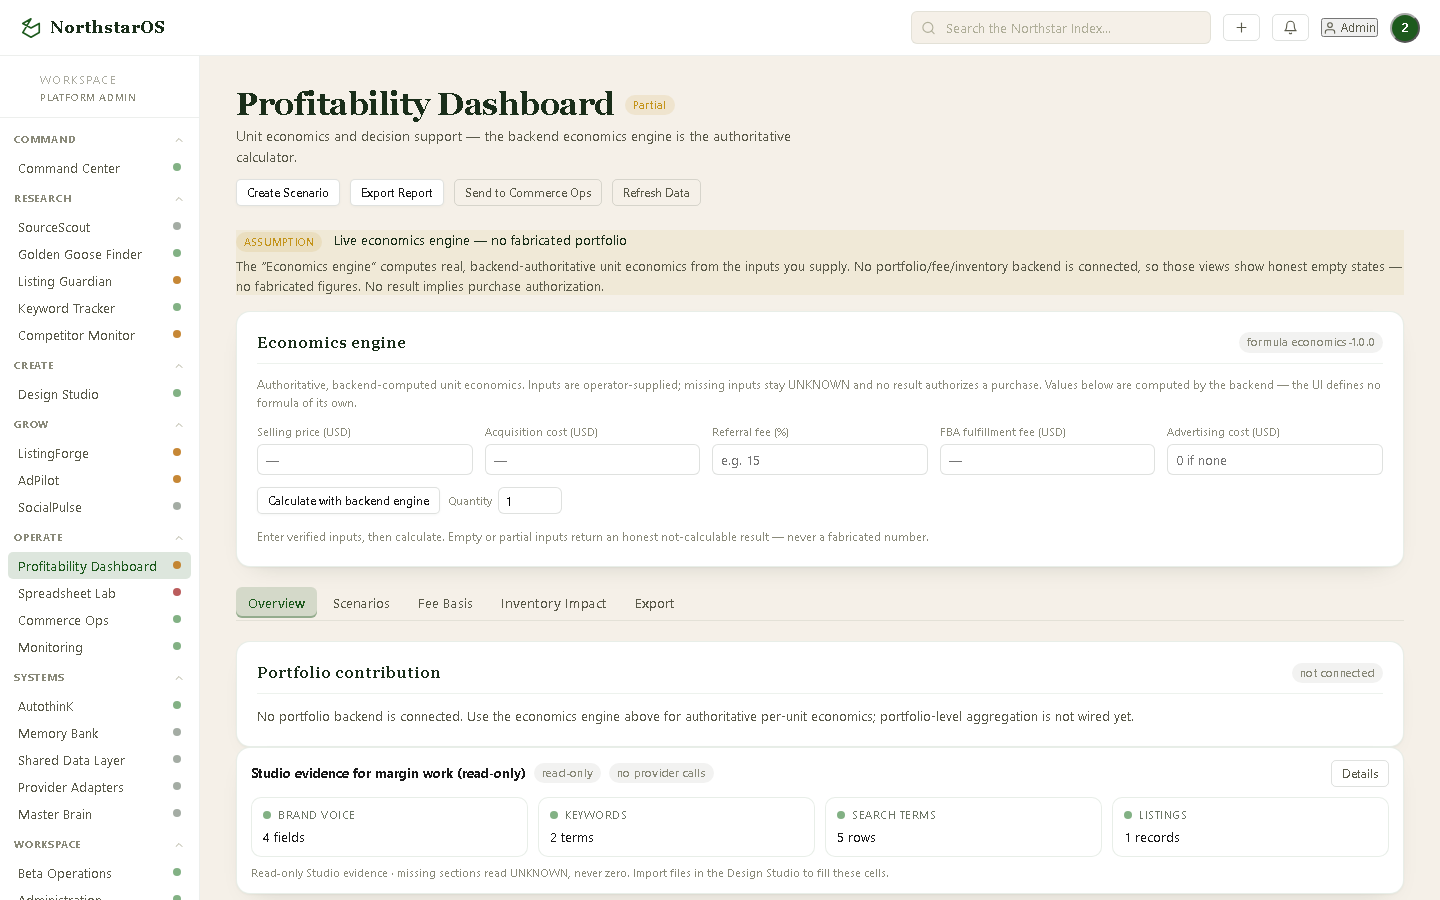 NorthstarOS
Search the Northstar Index...
Admin
2
WORKSPACE
PLATFORM ADMIN
COMMAND
Command Center
RESEARCH
SourceScout
Golden Goose Finder
Listing Guardian
Keyword Tracker
Competitor Monitor
CREATE
Design Studio
GROW
ListingForge
AdPilot
SocialPulse
OPERATE
Profitability Dashboard
Spreadsheet Lab
Commerce Ops
Monitoring
SYSTEMS
AutothinK
Memory Bank
Shared Data Layer
Provider Adapters
Master Brain
WORKSPACE
Beta Operations
Administration
Profitability Dashboard
Partial
Unit economics and decision support — the backend economics engine is the authoritative
calculator.
Create Scenario
Export Report
Send to Commerce Ops
Refresh Data
ASSUMPTION Live economics engine — no fabricated portfolio
The "Economics engine" computes real, backend-authoritative unit economics from the inputs you supply. No portfolio/fee/inventory backend is connected, so those views show honest empty states —
no fabricated figures. No result implies purchase authorization.
Economics engine
formula economics-1.0.0
Authoritative, backend-computed unit economics. Inputs are operator-supplied; missing inputs stay UNKNOWN and no result authorizes a purchase. Values below are computed by the backend — the UI defines no
formula of its own.
Selling price (USD)
—
Acquisition cost (USD)
—
Referral fee (%)
e.g. 15
FBA fulfillment fee (USD)
—
Advertising cost (USD)
0 if none
Calculate with backend engine
Quantity
1
Enter verified inputs, then calculate. Empty or partial inputs return an honest not-calculable result — never a fabricated number.
Overview
Scenarios
Fee Basis
Inventory Impact
Export
Portfolio contribution
not connected
No portfolio backend is connected. Use the economics engine above for authoritative per-unit economics; portfolio-level aggregation is not wired yet.
Studio evidence for margin work (read-only)
read-only
no provider calls
Details
BRAND VOICE
4 fields
KEYWORDS
2 terms
SEARCH TERMS
5 rows
LISTINGS
1 records
Read-only Studio evidence · missing sections read UNKNOWN, never zero. Import files in the Design Studio to fill these cells.